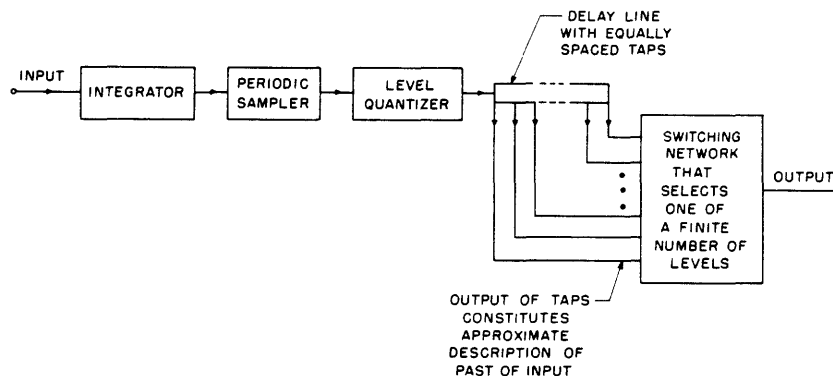 DELAY LINE
WITH EQUALLY
SPACED TAPS
INPUT
INTEGRATOR
PERIODIC
SAMPLER
LEVEL
QUANTIZER
SWITCHING
NETWORK
THAT
SELECTS
ONE OF
A FINITE
NUMBER OF
LEVELS
OUTPUT
OUTPUT OF TAPS
CONSTITUTES
APPROXIMATE
DESCRIPTION OF
PAST OF INPUT